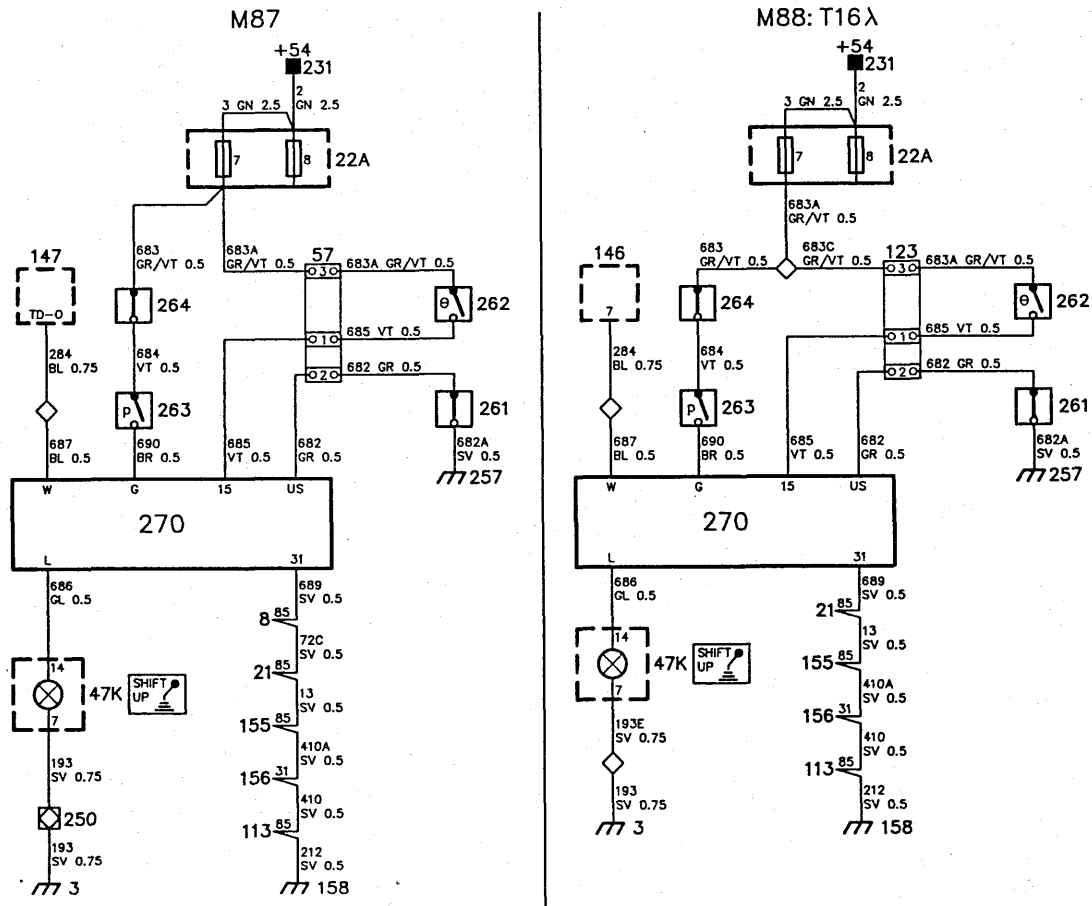 M87
+54
231
2
GN 2.5
3 GN 2.5
7
8
22A
683
GR/VT 0.5
683A
GR/VT 0.5
57
3
683A GR/VT 0.5
147
TD-O
264
Θ
262
1
685 VT 0.5
284
BL 0.75
684
VT 0.5
2
682 GR 0.5
P
263
261
687
BL 0.5
690
BR 0.5
685
VT 0.5
682
GR 0.5
682A
SV 0.5
257
W
G
15
US
270
L
31
686
GL 0.5
689
SV 0.5
8
85
72C
SV 0.5
14
47K
SHIFT
UP
7
21
85
13
SV 0.5
155
85
193
SV 0.75
410A
SV 0.5
156
31
410
SV 0.5
250
113
85
193
SV 0.75
212
SV 0.5
3
158
M88: T16λ
+54
231
2
GN 2.5
3 GN 2.5
7
8
22A
683A
GR/VT 0.5
683
GR/VT 0.5
683C
GR/VT 0.5
123
3
683A GR/VT 0.5
146
7
264
Θ
262
1
685 VT 0.5
284
BL 0.75
684
VT 0.5
2
682 GR 0.5
P
263
261
687
BL 0.5
690
BR 0.5
685
VT 0.5
682
GR 0.5
682A
SV 0.5
257
W
G
15
US
270
L
31
686
GL 0.5
689
SV 0.5
21
85
13
SV 0.5
14
47K
SHIFT
UP
7
155
85
410A
SV 0.5
193E
SV 0.75
156
31
410
SV 0.5
113
85
193
SV 0.75
212
SV 0.5
3
158